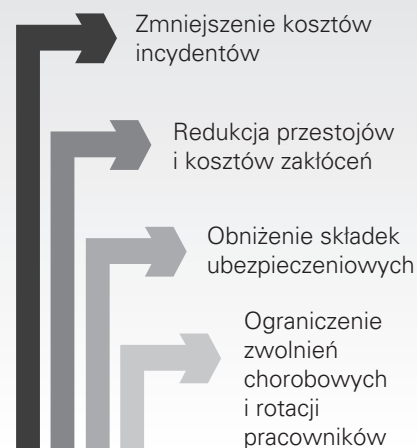 Zmniejszenie kosztów
incydentów
Redukcja przestojów
i kosztów zakłóceń
Obniżenie składek
ubezpieczeniowych
Ograniczenie
zwolnień
chorobowych
i rotacji
pracowników